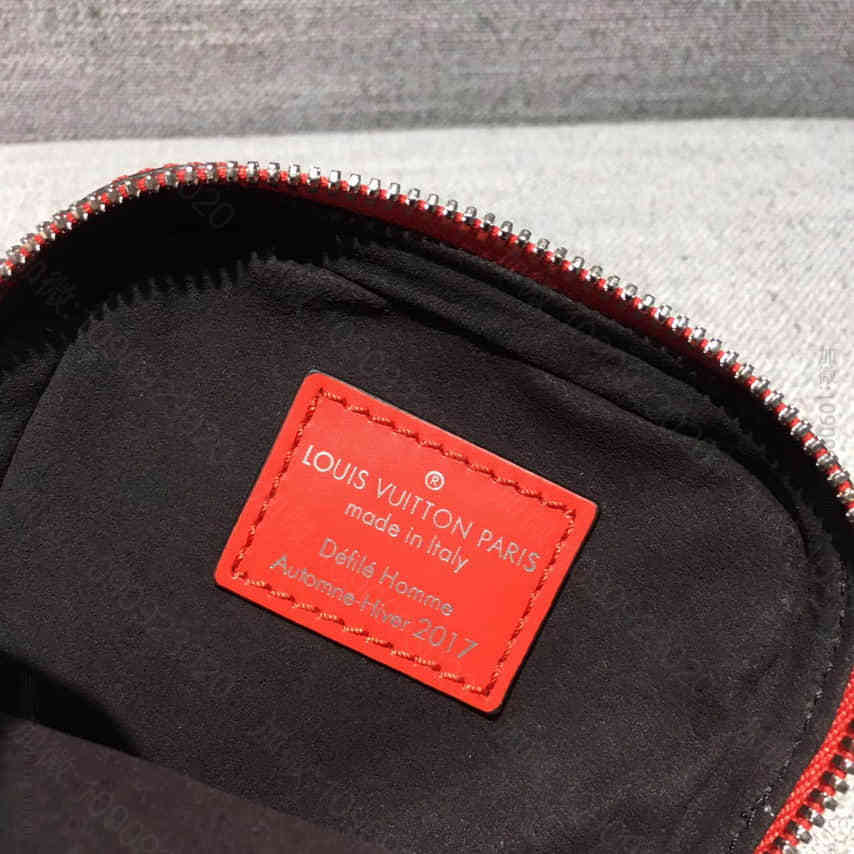 ®
LOUIS VUITTON PARIS
made in Italy
Défilé Homme
Automne-Hiver 2017